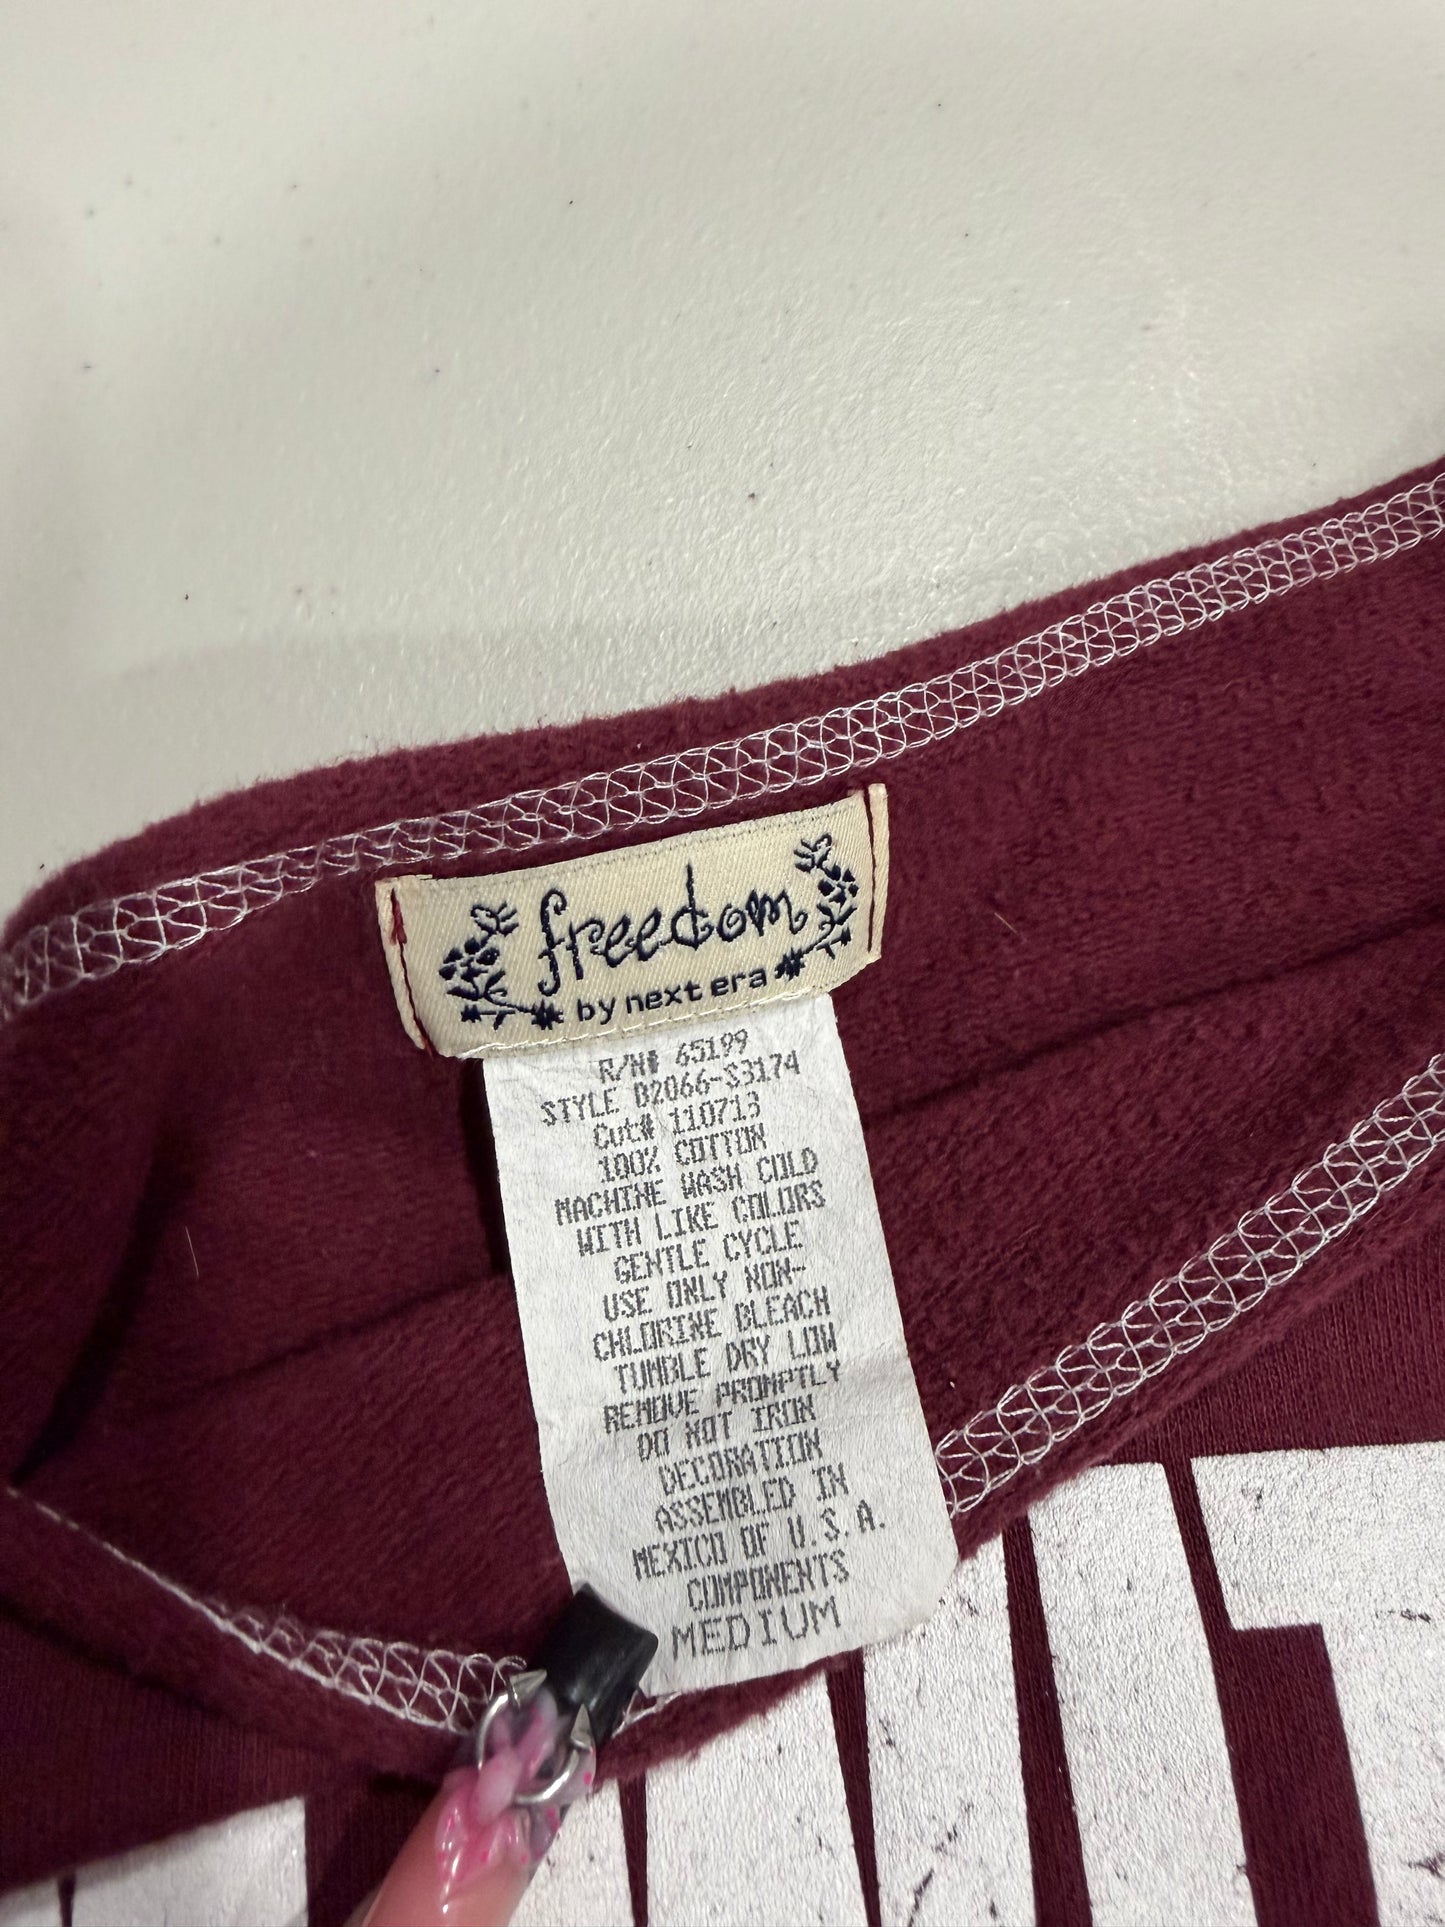 freedom
by next era
R/N# 65199
STYLE B2066-S3174
Cut# 110713
100% COTTON
MACHINE WASH COLD
WITH LIKE COLORS
GENTLE CYCLE
USE ONLY NON-
CHLORINE BLEACH
TUMBLE DRY LOW
REMOVE PROMPTLY
DO NOT IRON
DECORATION
ASSEMBLED IN
MEXICO OF U.S.A.
COMPONENTS
MEDIUM